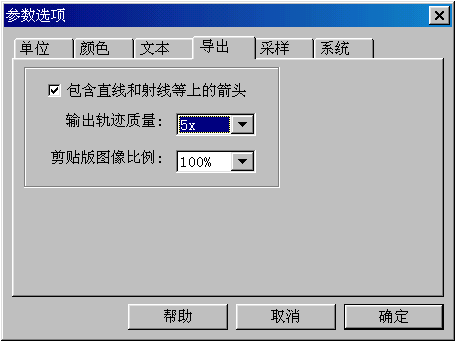 参数选项
单位 颜色 文本 导出 采样 系统
包含直线和射线等上的箭头
输出轨迹质量: 5x
剪贴版图像比例: 100%
帮助 取消 确定